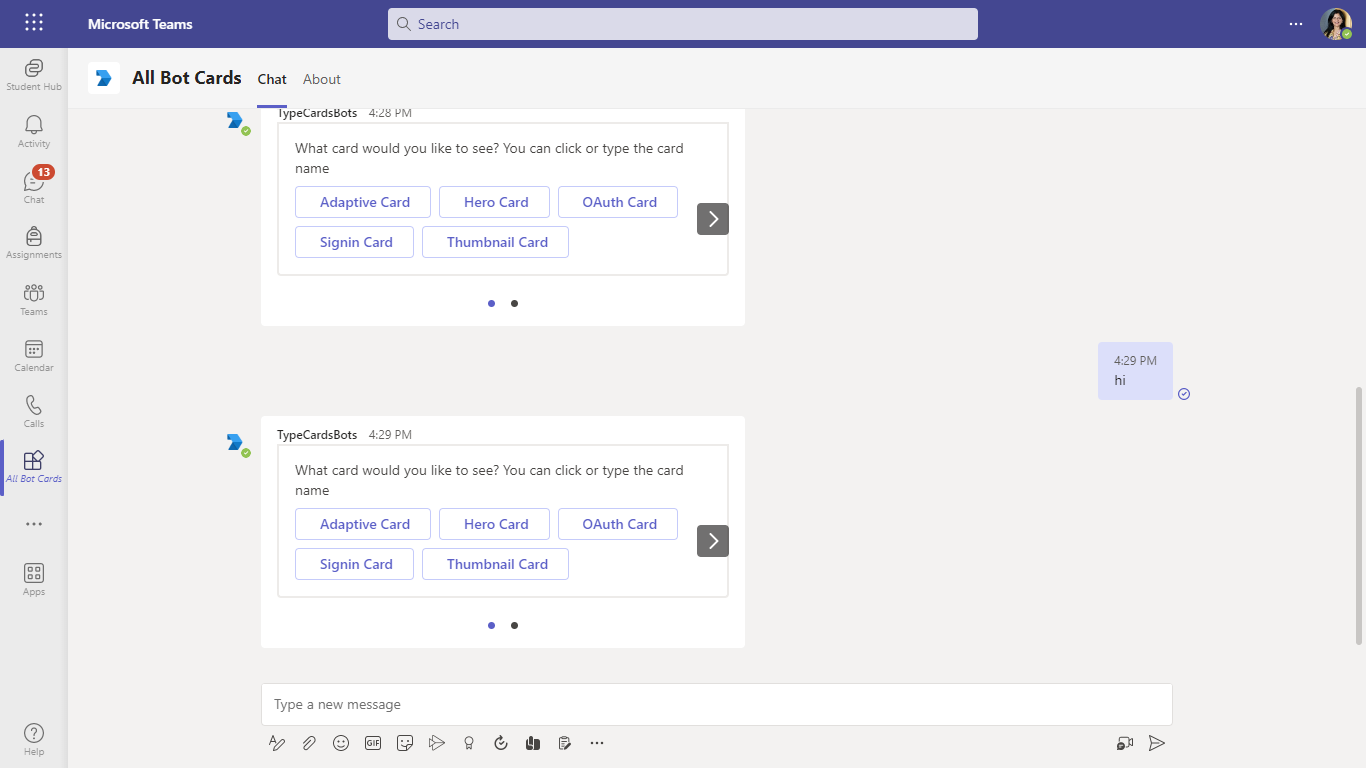 Microsoft Teams
Search
Student Hub
Activity
13
Chat
Assignments
Teams
Calendar
Calls
All Bot Cards
Apps
Help
All Bot Cards Chat About
TypeCardsBots 4:28 PM
What card would you like to see? You can click or type the card
name
Adaptive Card Hero Card OAuth Card
Signin Card Thumbnail Card
4:29 PM
hi
TypeCardsBots 4:29 PM
What card would you like to see? You can click or type the card
name
Adaptive Card Hero Card OAuth Card
Signin Card Thumbnail Card
Type a new message
GIF